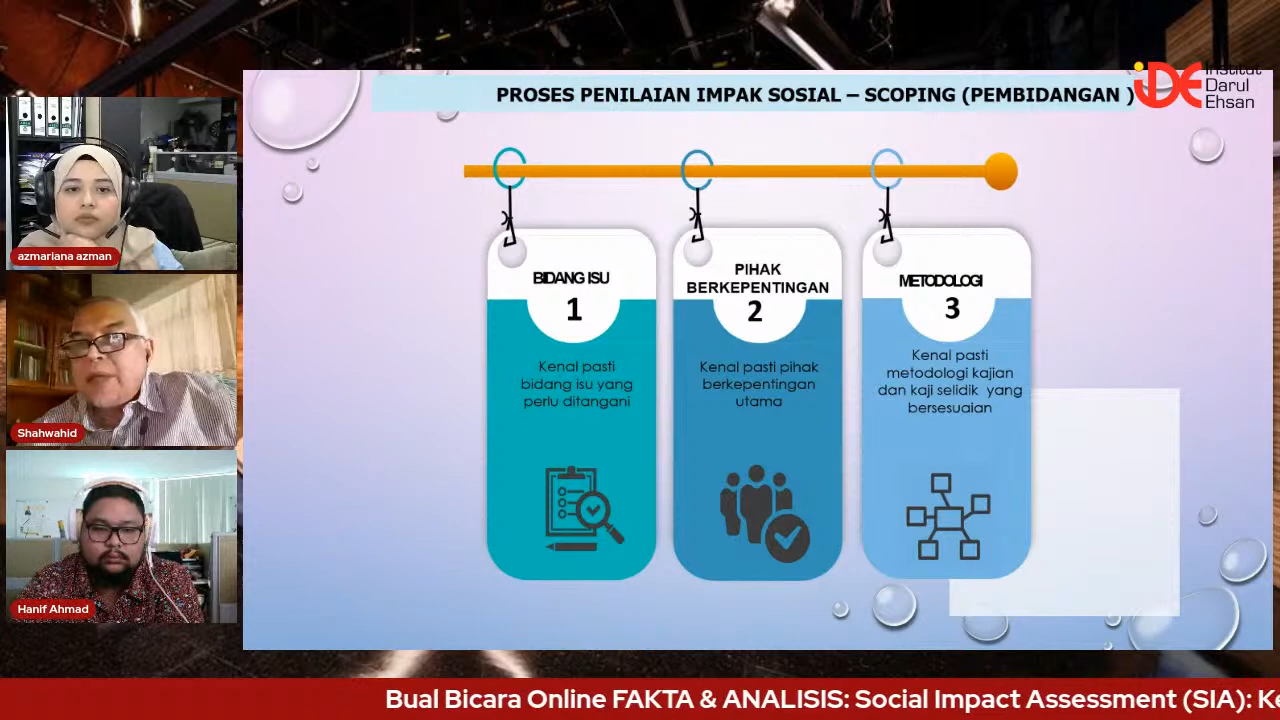 PROSES PENILAIAN IMPAK SOSIAL – SCOPING (PEMBIDANGAN )
iDE
Institut
Darul
Ehsan
azmariana azman
Shahwahid
Hanif Ahmad
BIDANG ISU
1
Kenal pasti
bidang isu yang
perlu ditangani
PIHAK
BERKEPENTINGAN
2
Kenal pasti pihak
berkepentingan
utama
METODOLOGI
3
Kenal pasti
metodologi kajian
dan kaji selidik yang
bersesuaian
Bual Bicara Online FAKTA & ANALISIS: Social Impact Assessment (SIA): Ke